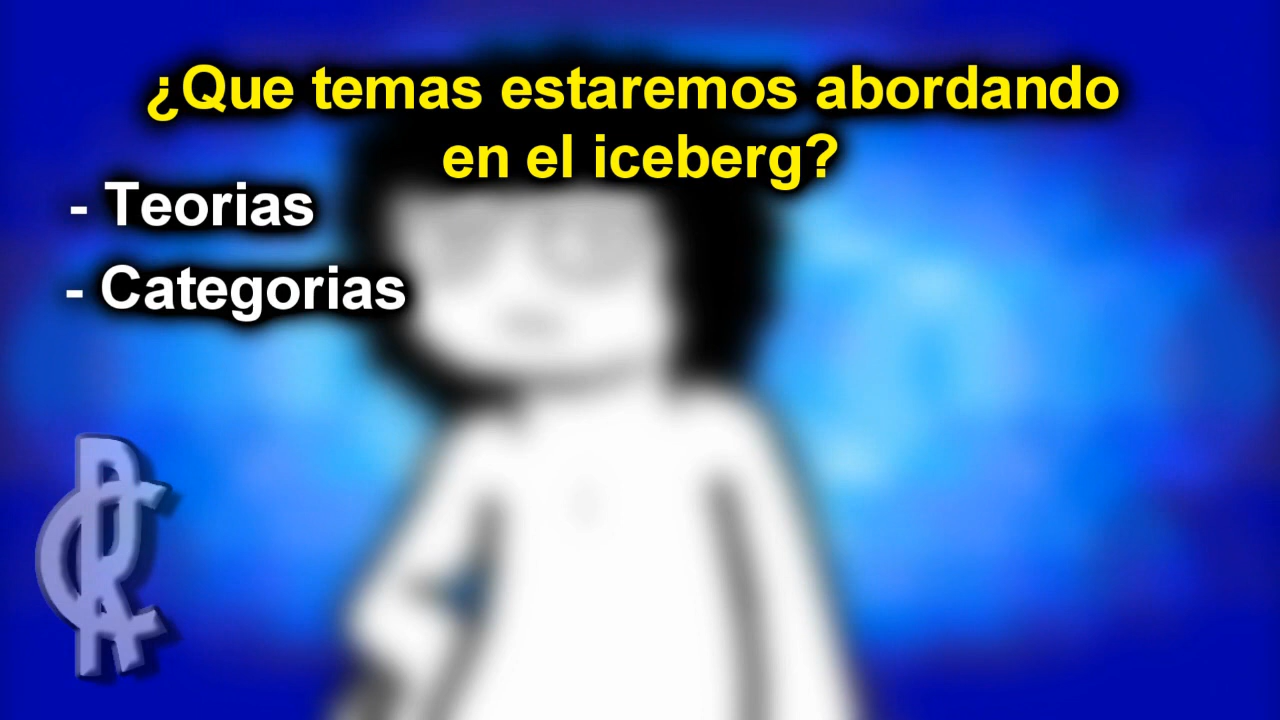 ¿Que temas estaremos abordando
en el iceberg?
- Teorias
- Categorias